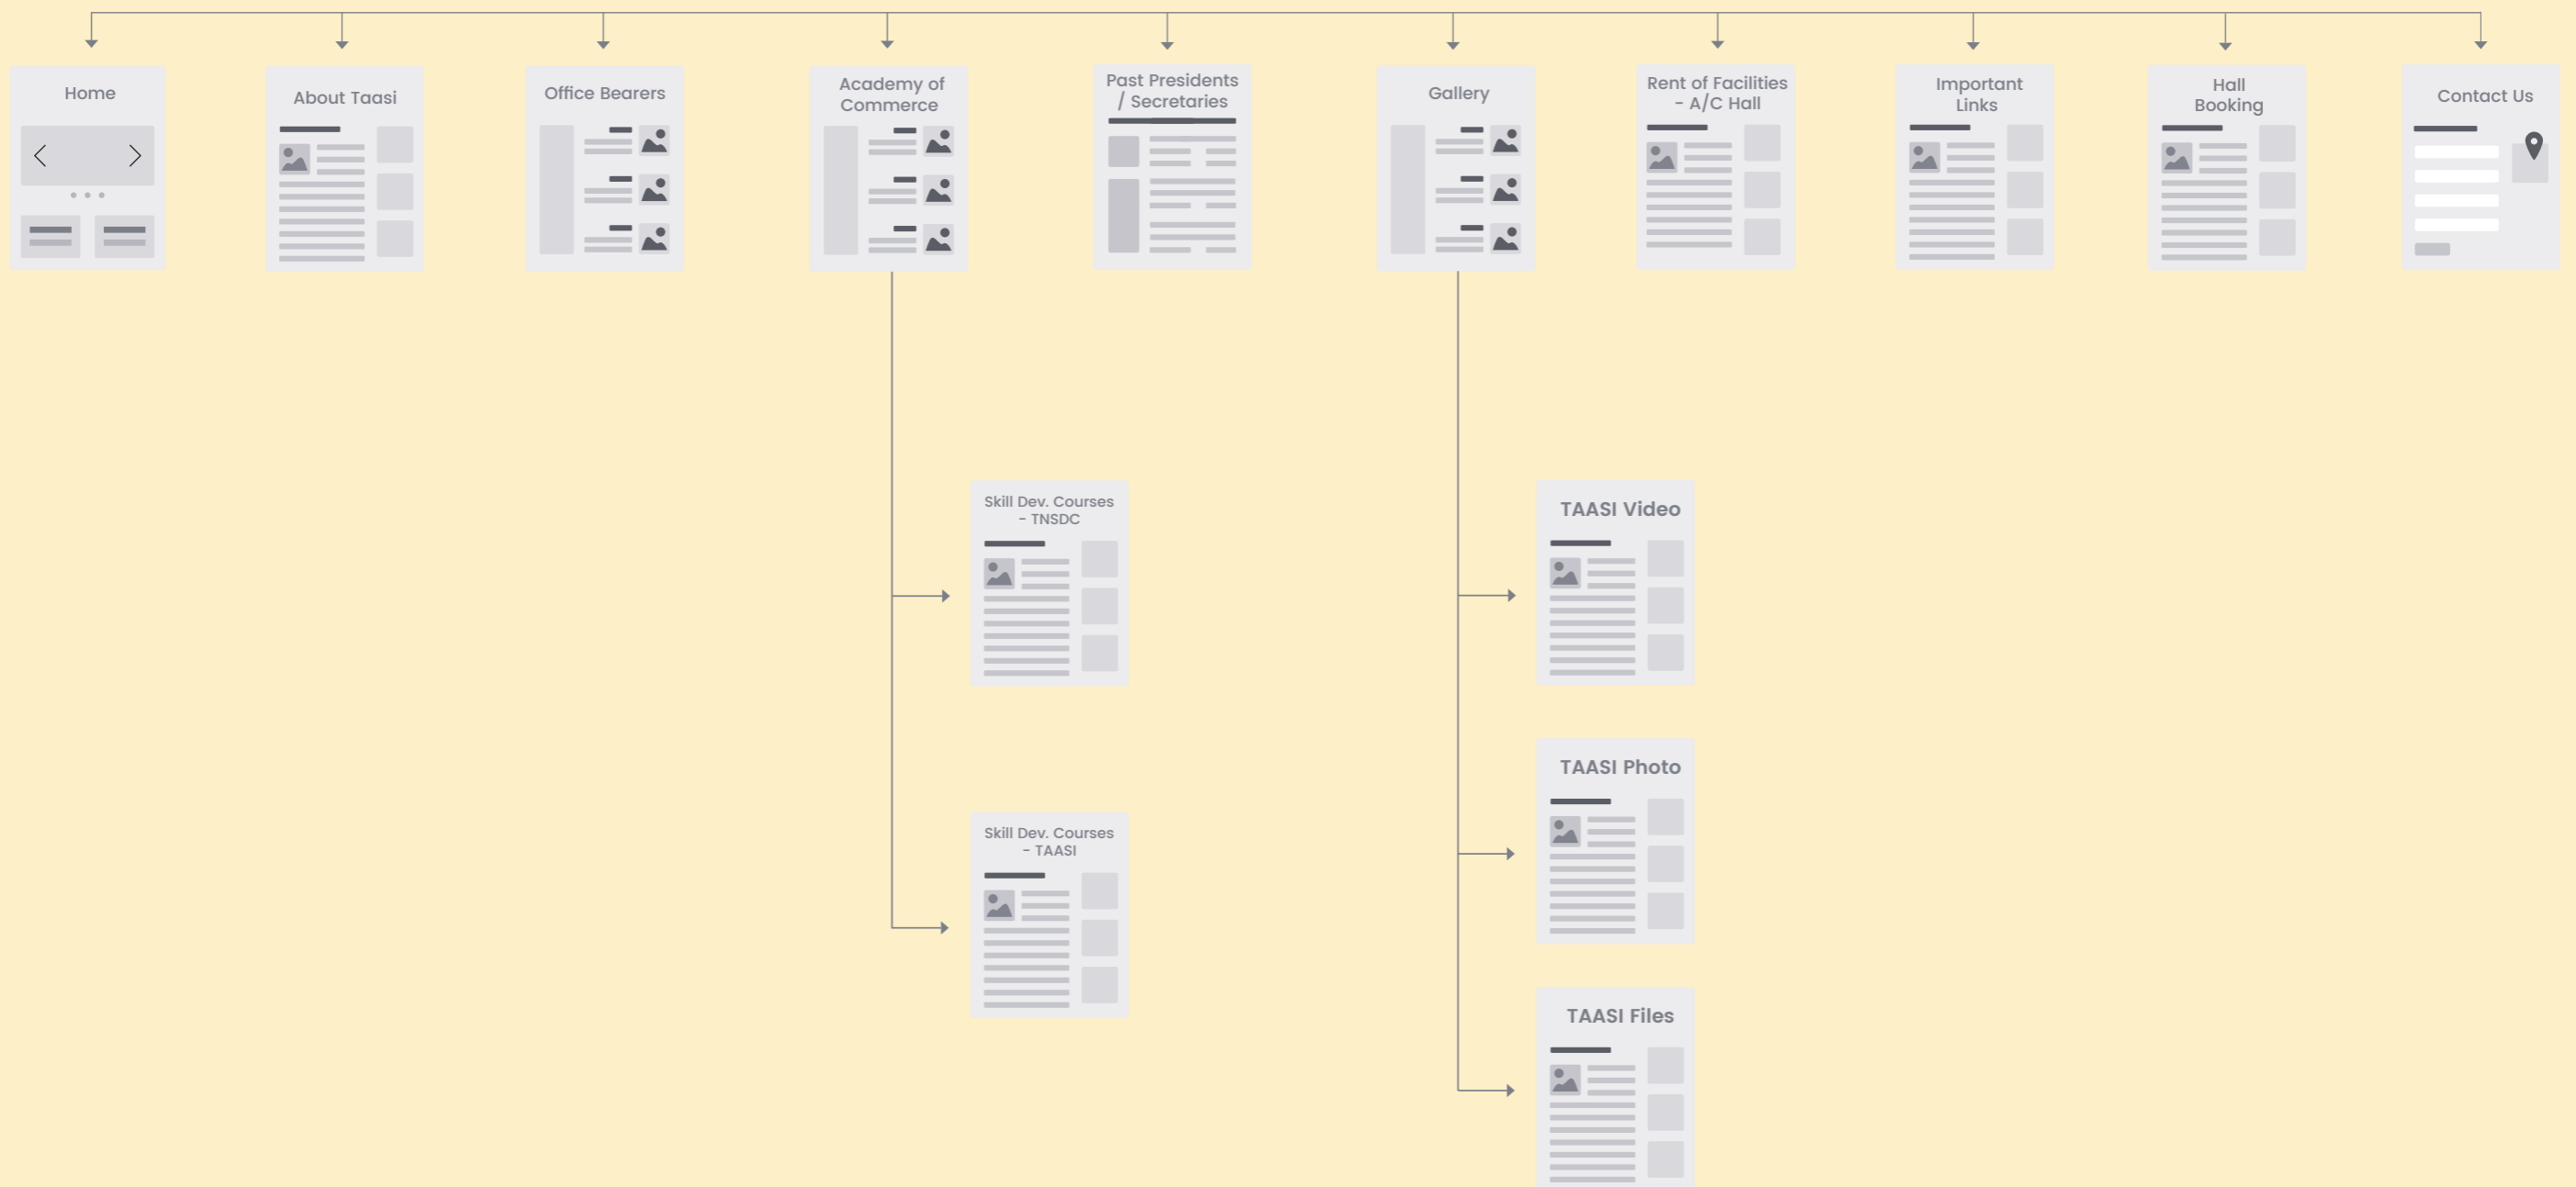 Home
About Taasi
Office Bearers
Academy of
Commerce
Past Presidents
/ Secretaries
Gallery
Rent of Facilities
- A/C Hall
Important
Links
Hall
Booking
Contact Us
Skill Dev. Courses
- TNSDC
Skill Dev. Courses
- TAASI
TAASI Video
TAASI Photo
TAASI Files